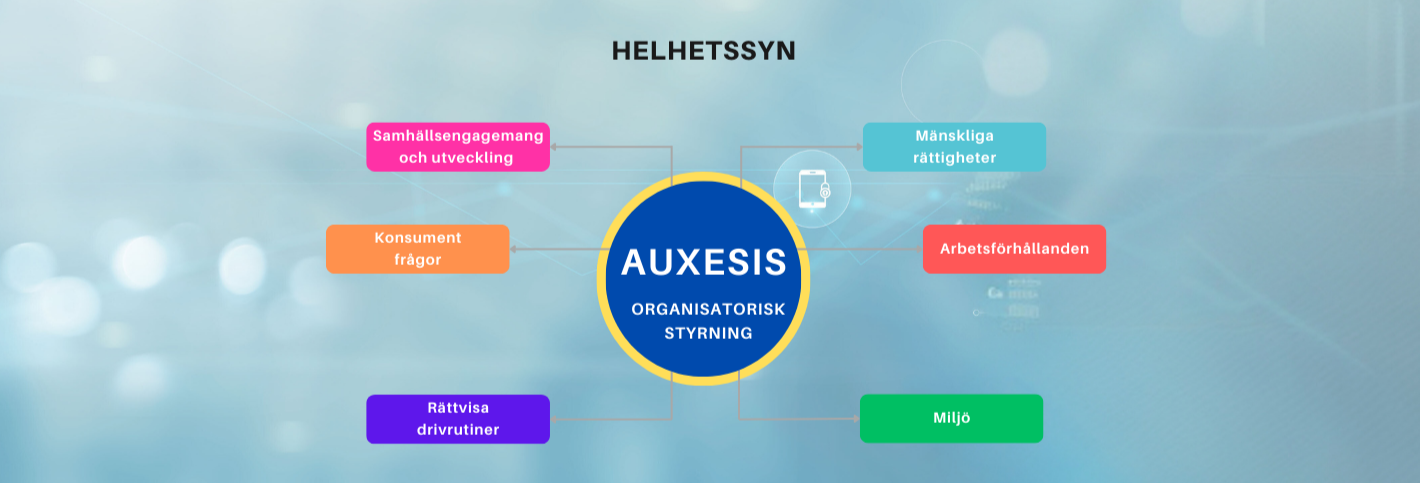 HELHETSSYN
Samhällsengagemang
och utveckling
Mänskliga
rättigheter
Konsument
frågor
AUXESIS
ORGANISATORISK
STYRNING
Arbetsförhållanden
Rättvisa
drivrutiner
Miljö